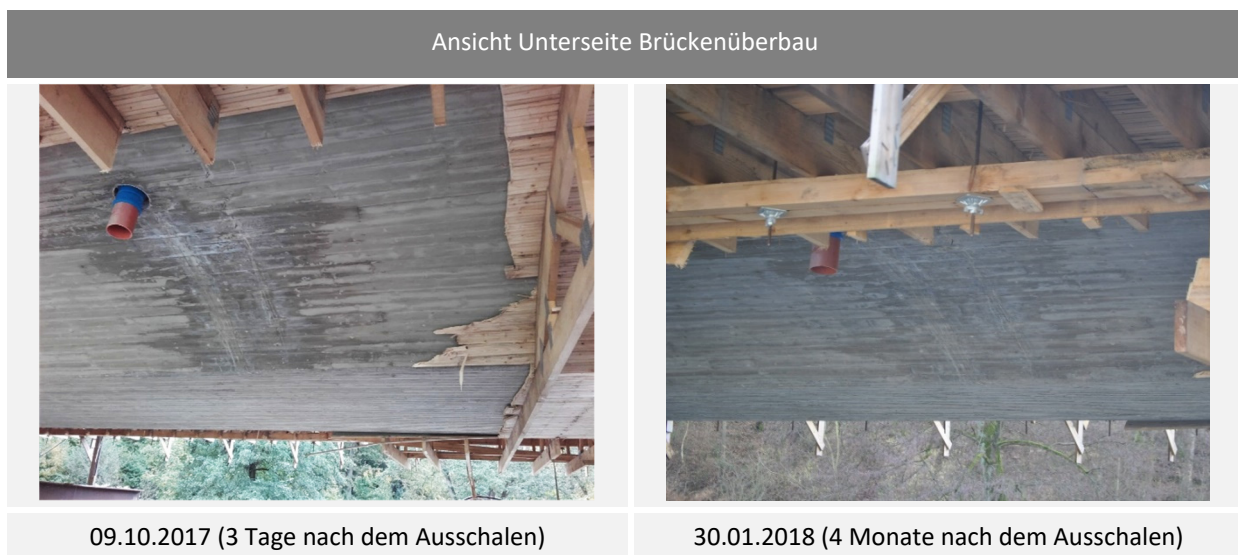 Ansicht Unterseite Brückenüberbau
09.10.2017 (3 Tage nach dem Ausschalen)
30.01.2018 (4 Monate nach dem Ausschalen)